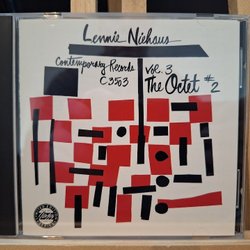 Lennie Niehaus
Contemporary Records
C3503
Vol. 3
The Octet #2